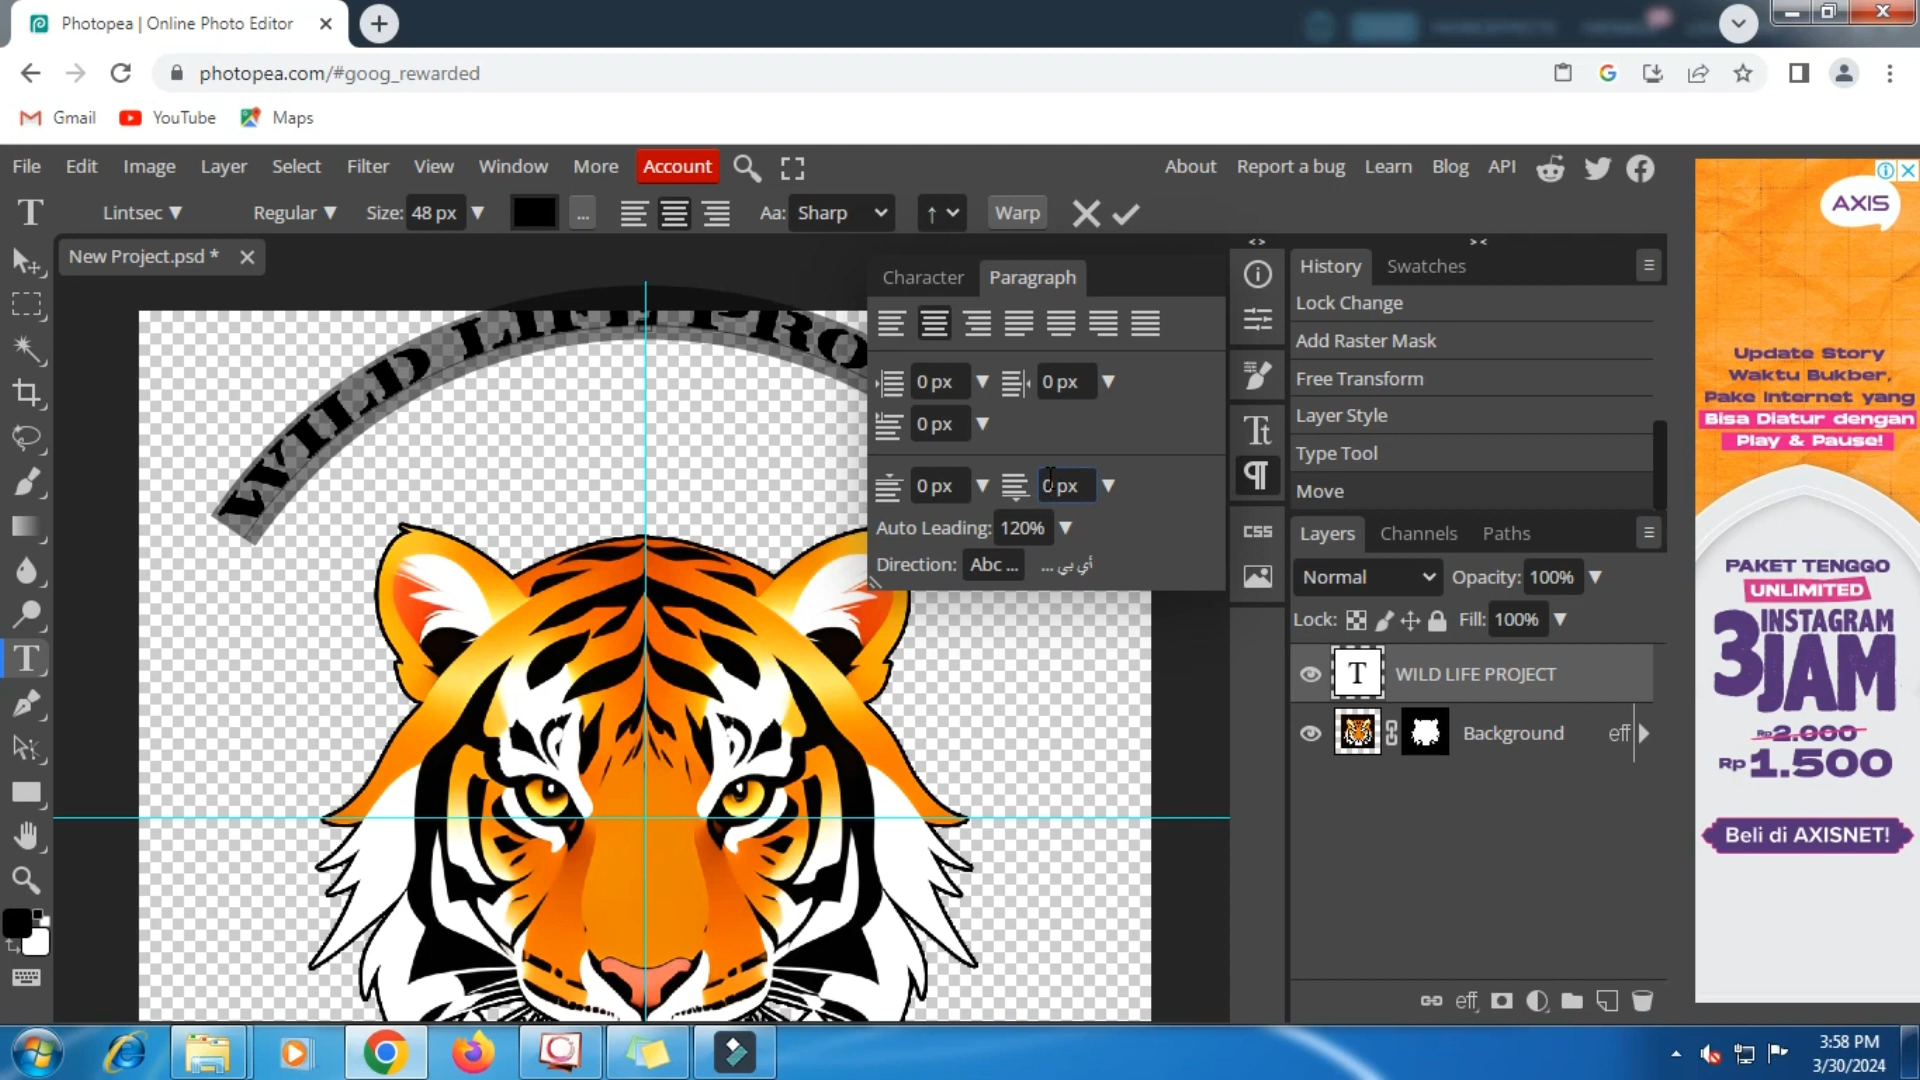 Photopea | Online Photo Editor
photopea.com/#goog_rewarded
Gmail YouTube Maps
File Edit Image Layer Select Filter View Window More Account About Report a bug Learn Blog API
T Lintsec Regular Size: 48 px ... Aa: Sharp Warp
New Project.psd *
WILD LIFE PRO
Character Paragraph
0 px 0 px
0 px
0 px 0 px
Auto Leading: 120%
Direction: Abc ... أي بي ...
CSS
History Swatches
Lock Change
Add Raster Mask
Free Transform
Layer Style
Type Tool
Move
Layers Channels Paths
Normal Opacity: 100%
Lock: Fill: 100%
T WILD LIFE PROJECT
Background eff
eff
AXIS
Update Story
Waktu Bukber,
Pake Internet yang
Bisa Diatur dengan
Play & Pause!
PAKET TENGGO
UNLIMITED
3 INSTAGRAM
JAM
Rp 2.000
Rp 1.500
Beli di AXISNET!
3:58 PM
3/30/2024